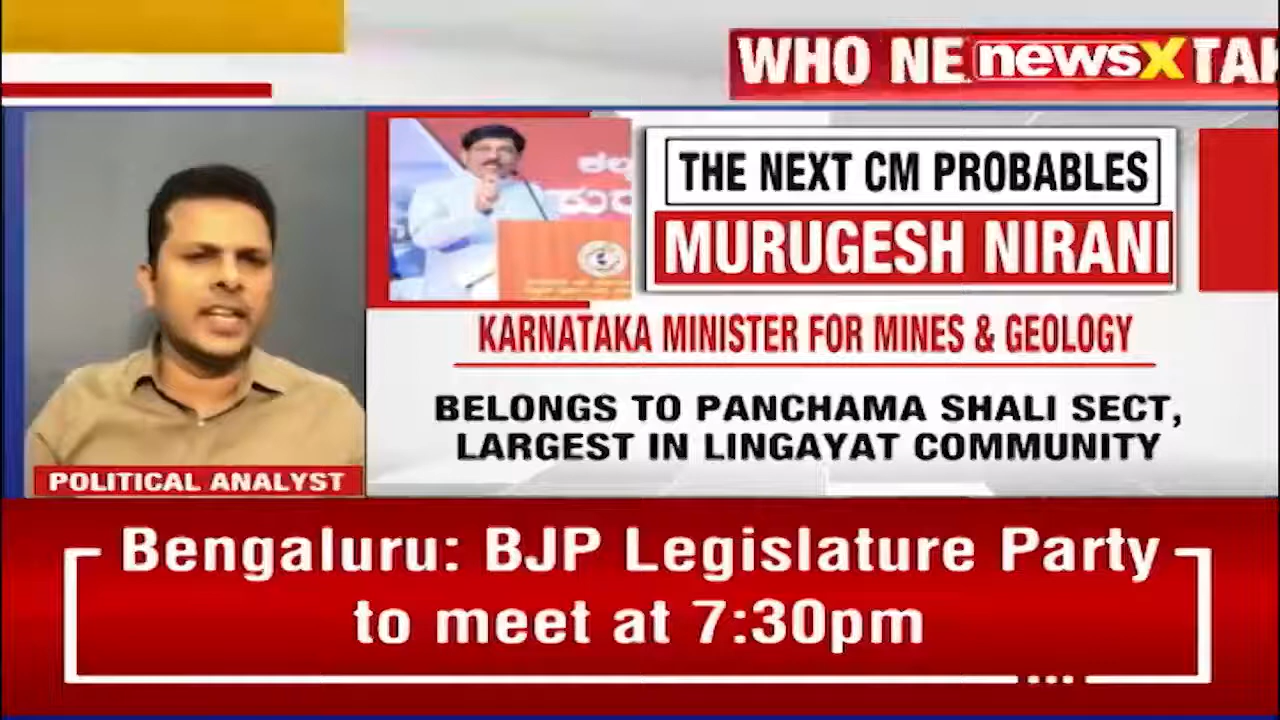 WHO NE
newsX
THE NEXT CM PROBABLES
MURUGESH NIRANI
KARNATAKA MINISTER FOR MINES & GEOLOGY
BELONGS TO PANCHAMA SHALI SECT,
LARGEST IN LINGAYAT COMMUNITY
POLITICAL ANALYST
Bengaluru: BJP Legislature Party
to meet at 7:30pm